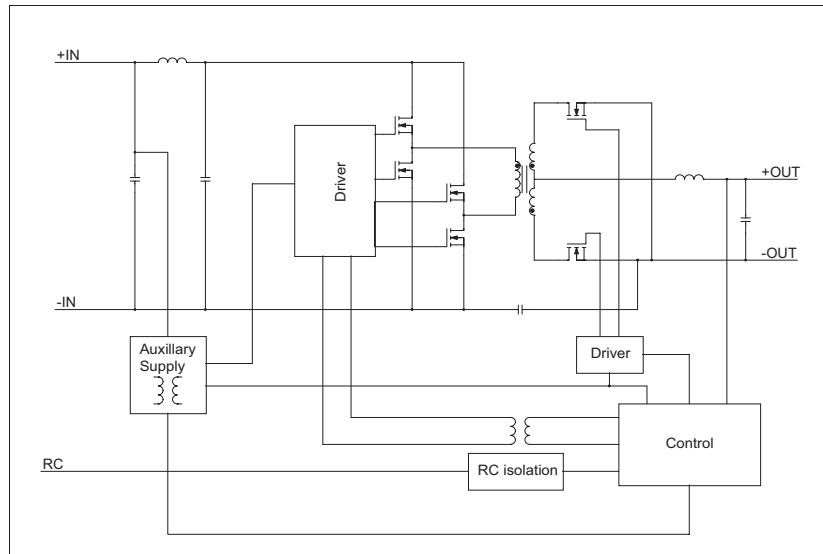 +IN
Driver
+OUT
-OUT
-IN
Auxillary
Supply
Driver
Control
RC
RC isolation